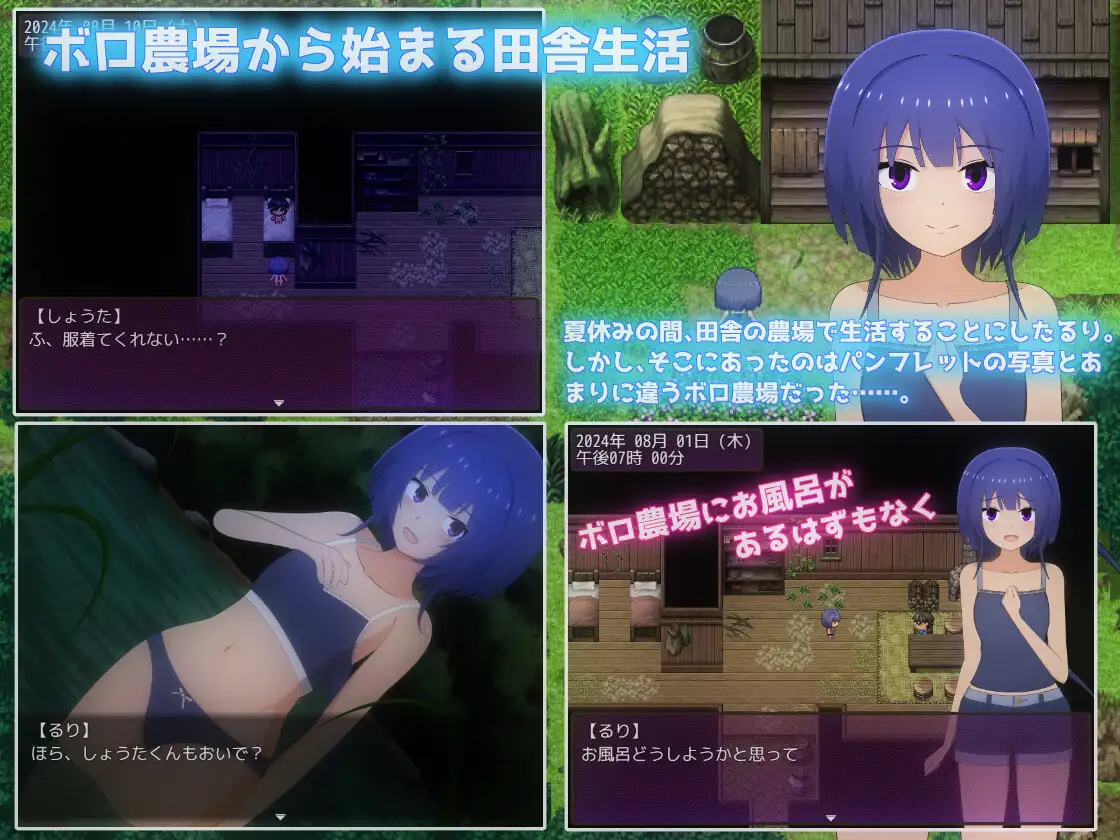 2024年 08月 10日 (土)
午
ボロ農場から始まる田舎生活
【しょうた】
ふ、服着てくれない……？
夏休みの間、田舎の農場で生活することにしたるり。
しかし、そこにあったのはパンフレットの写真とあ
まりに違うボロ農場だった……。
【るり】
ほら、しょうたくんもおいで？
2024年 08月 01日 (木)
午後07時 00分
ボロ農場にお風呂が
あるはずもなく
【るり】
お風呂どうしようかと思って